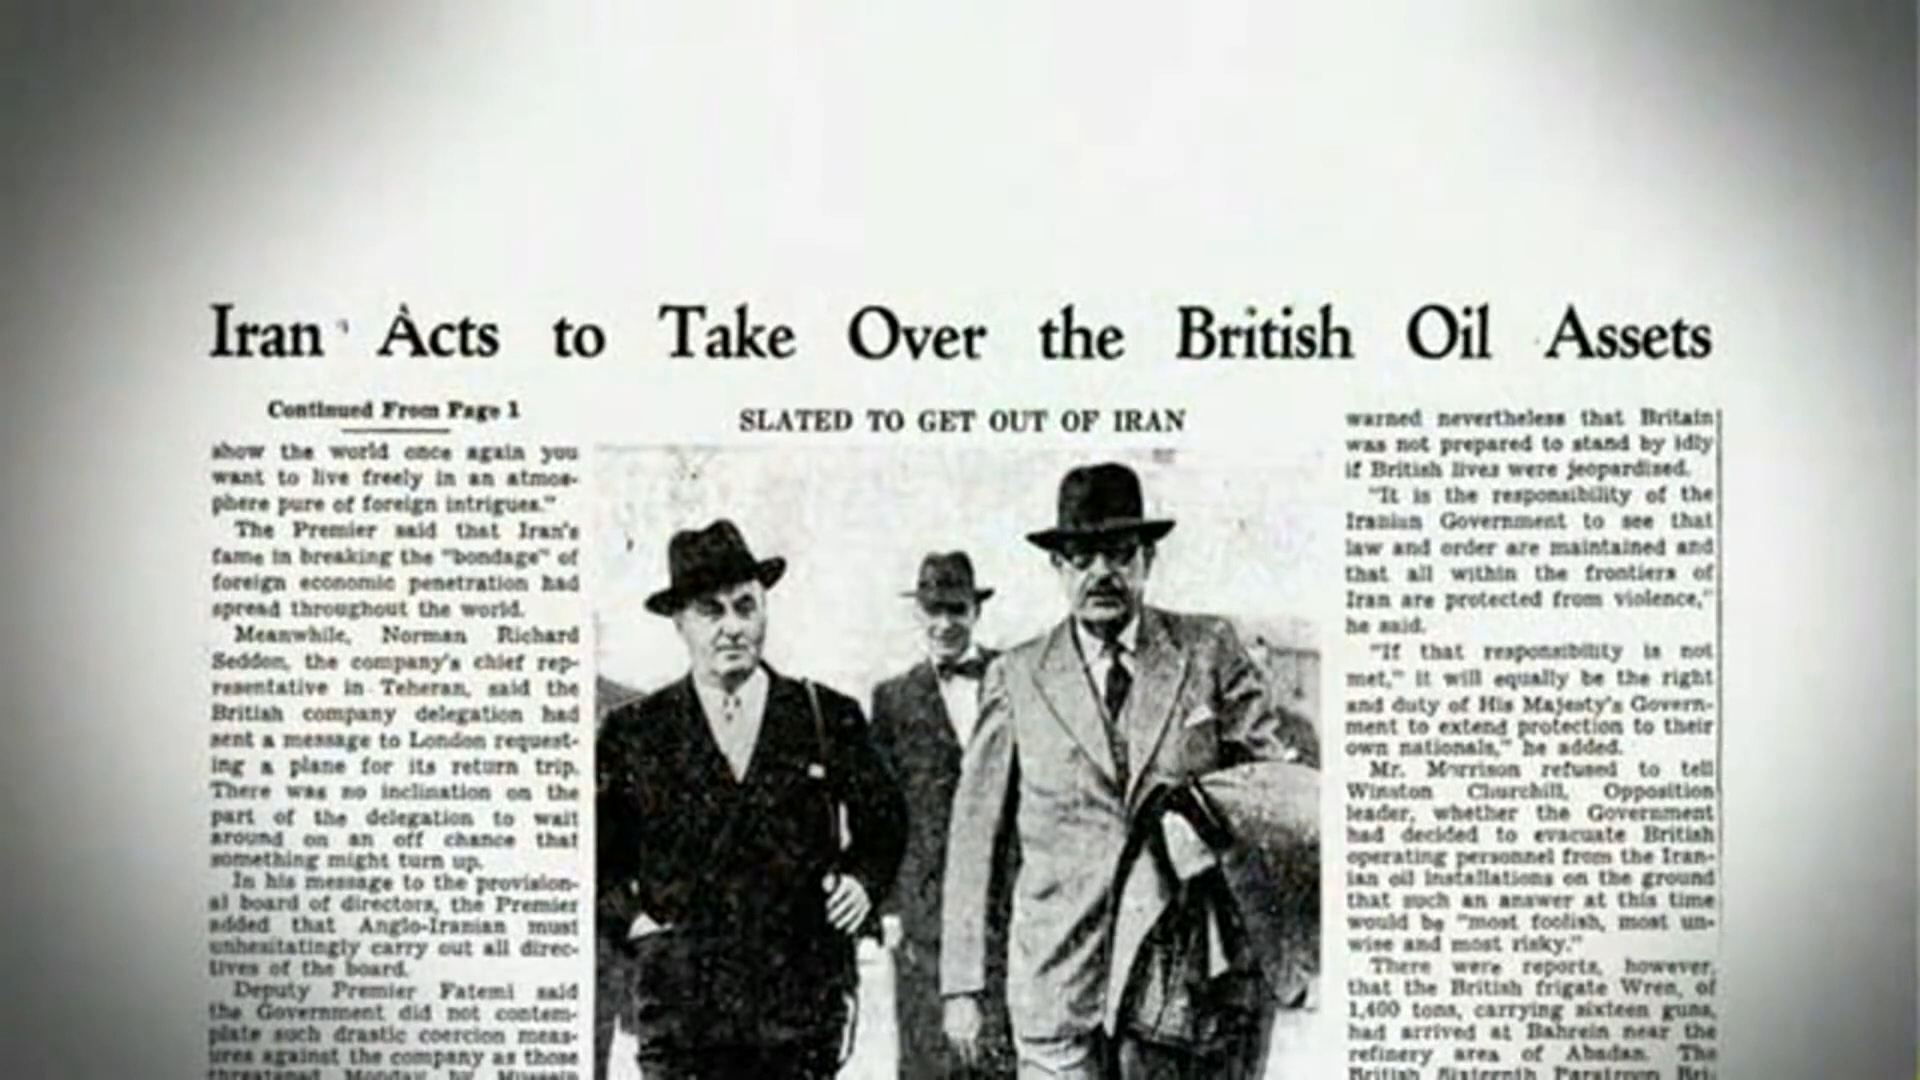 Iran Acts to Take Over the British Oil Assets
Continued From Page 1
show the world once again you
want to live freely in an atmos-
phere pure of foreign intrigues."
The Premier said that Iran's
fame in breaking the "bondage" of
foreign economic penetration had
spread throughout the world.
Meanwhile, Norman Richard
Seddon, the company's chief rep-
resentative in Teheran, said the
British company delegation had
sent a message to London request-
ing a plane for its return trip.
There was no inclination on the
part of the delegation to wait
around on an off chance that
something might turn up.
In his message to the provision-
al board of directors, the Premier
added that Anglo-Iranian must
unhesitatingly carry out all direc-
tives of the board.
Deputy Premier Fatemi said
the Government did not contem-
plate such drastic coercion meas-
ures against the company as those
threatened Monday by Hussein
SLATED TO GET OUT OF IRAN
warned nevertheless that Britain
was not prepared to stand by idly
if British lives were jeopardized.
"It is the responsibility of the
Iranian Government to see that
law and order are maintained and
that all within the frontiers of
Iran are protected from violence,"
he said.
"If that responsibility is not
met," it will equally be the right
and duty of His Majesty's Govern-
ment to extend protection to their
own nationals," he added.
Mr. Morrison refused to tell
Winston Churchill, Opposition
leader, whether the Government
had decided to evacuate British
operating personnel from the Iran-
ian oil installations on the ground
that such an answer at this time
would be "most foolish, most un-
wise and most risky."
There were reports, however,
that the British frigate Wren, of
1,400 tons, carrying sixteen guns,
had arrived at Bahrein near the
refinery area of Abadan. The
British Sixteenth Paratroop Bri-